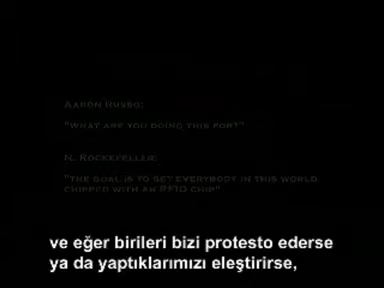 AARON RUSSO:
"WHAT ARE YOU DOING THIS FOR?"
N. ROCKEFELLER:
"THE GOAL IS TO GET EVERYBODY IN THIS WORLD
CHIPPED WITH AN RFID CHIP"
ve eğer birileri bizi protesto ederse
ya da yaptıklarımızı eleştirirse,